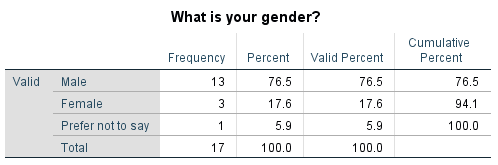 What is your gender?
Cumulative
Frequency Percent Valid Percent Percent
Valid Male 13 76.5 76.5 76.5
Female 3 17.6 17.6 94.1
Prefer not to say 1 5.9 5.9 100.0
Total 17 100.0 100.0